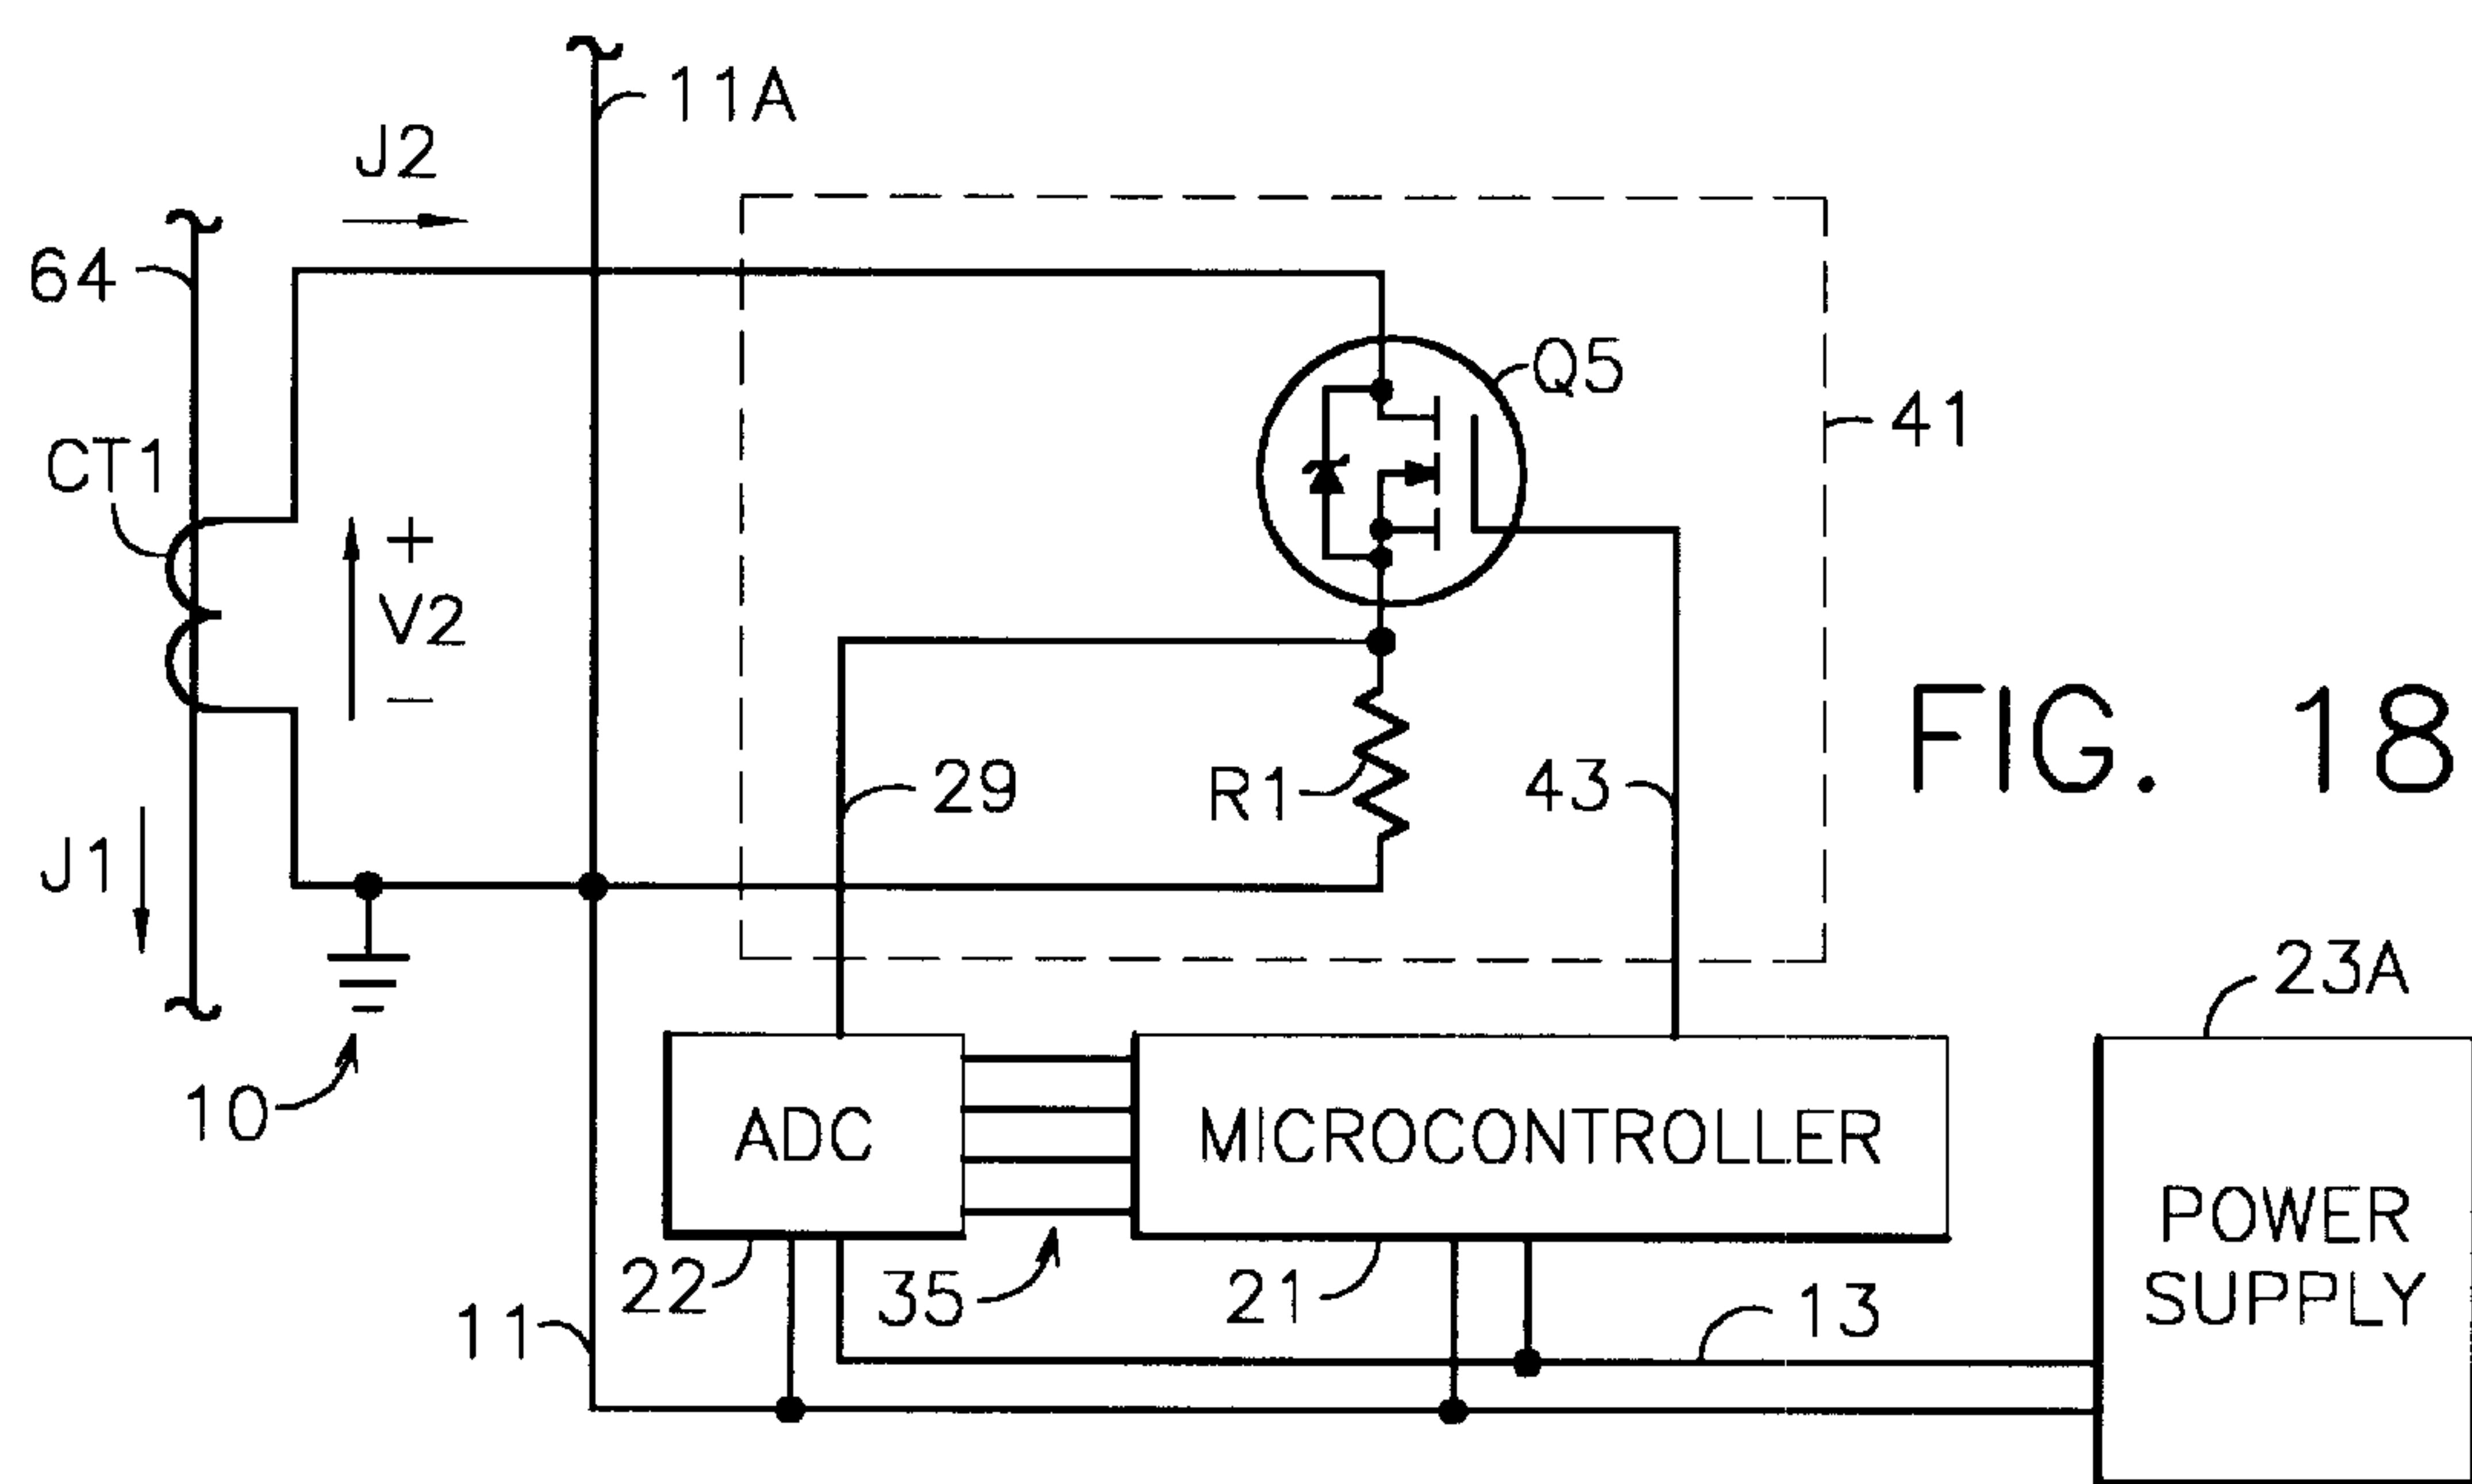 11A
J2
64
Q5
41
CT1
+
V2
−
FIG. 18
29
R1
43
J1
23A
10
ADC
MICROCONTROLLER
POWER
SUPPLY
22
35
21
13
11